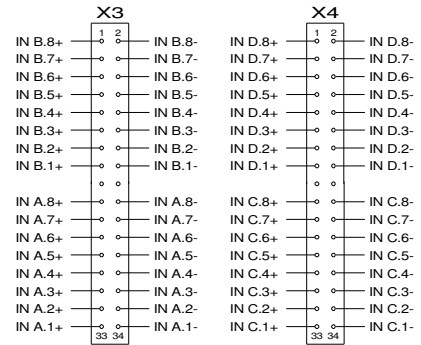 X3 X4
1 2 1 2
IN B.8+ IN B.8- IN D.8+ IN D.8-
IN B.7+ IN B.7- IN D.7+ IN D.7-
IN B.6+ IN B.6- IN D.6+ IN D.6-
IN B.5+ IN B.5- IN D.5+ IN D.5-
IN B.4+ IN B.4- IN D.4+ IN D.4-
IN B.3+ IN B.3- IN D.3+ IN D.3-
IN B.2+ IN B.2- IN D.2+ IN D.2-
IN B.1+ IN B.1- IN D.1+ IN D.1-
IN A.8+ IN A.8- IN C.8+ IN C.8-
IN A.7+ IN A.7- IN C.7+ IN C.7-
IN A.6+ IN A.6- IN C.6+ IN C.6-
IN A.5+ IN A.5- IN C.5+ IN C.5-
IN A.4+ IN A.4- IN C.4+ IN C.4-
IN A.3+ IN A.3- IN C.3+ IN C.3-
IN A.2+ IN A.2- IN C.2+ IN C.2-
IN A.1+ IN A.1- IN C.1+ IN C.1-
33 34 33 34